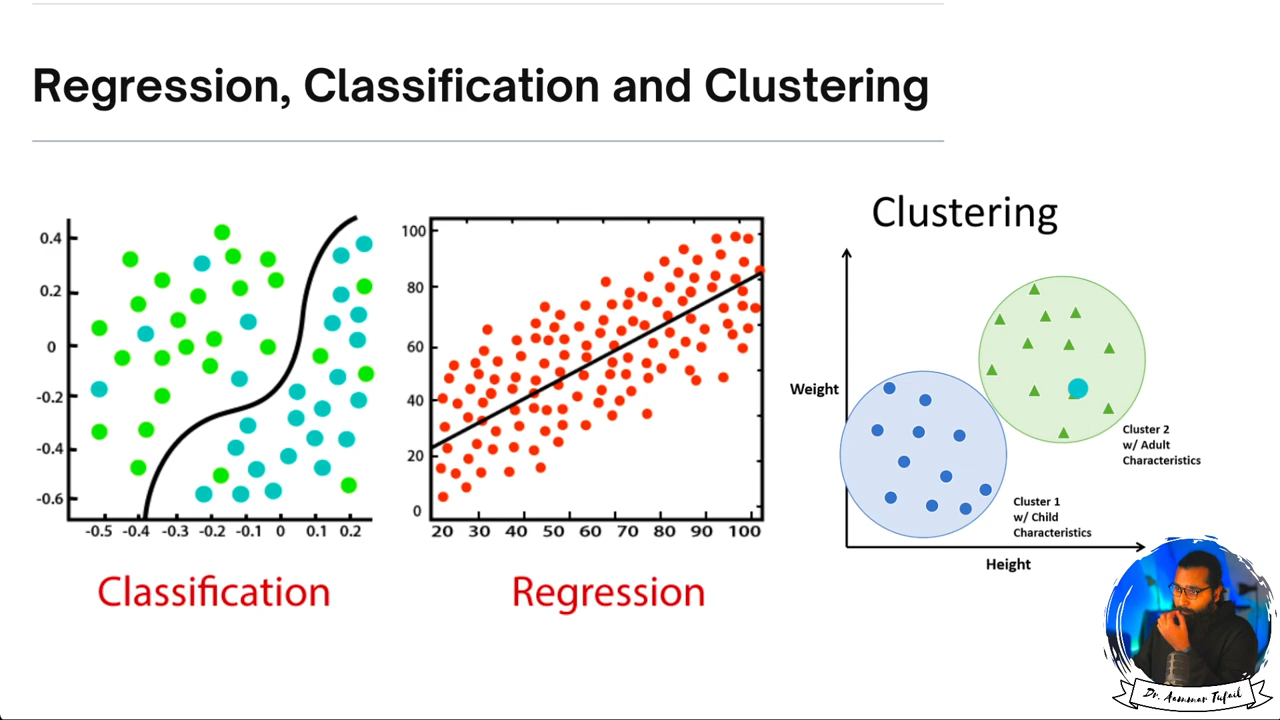 Regression, Classification and Clustering
0.4
0.2
0
-0.2
-0.4
-0.6
-0.5 -0.4 -0.3 -0.2 -0.1 0 0.1 0.2
Classification
100
80
60
40
20
0
20 30 40 50 60 70 80 90 100
Regression
Clustering
Weight
Cluster 2
w/ Adult
Characteristics
Cluster 1
w/ Child
Characteristics
Height
Dr. Aammar Tufail